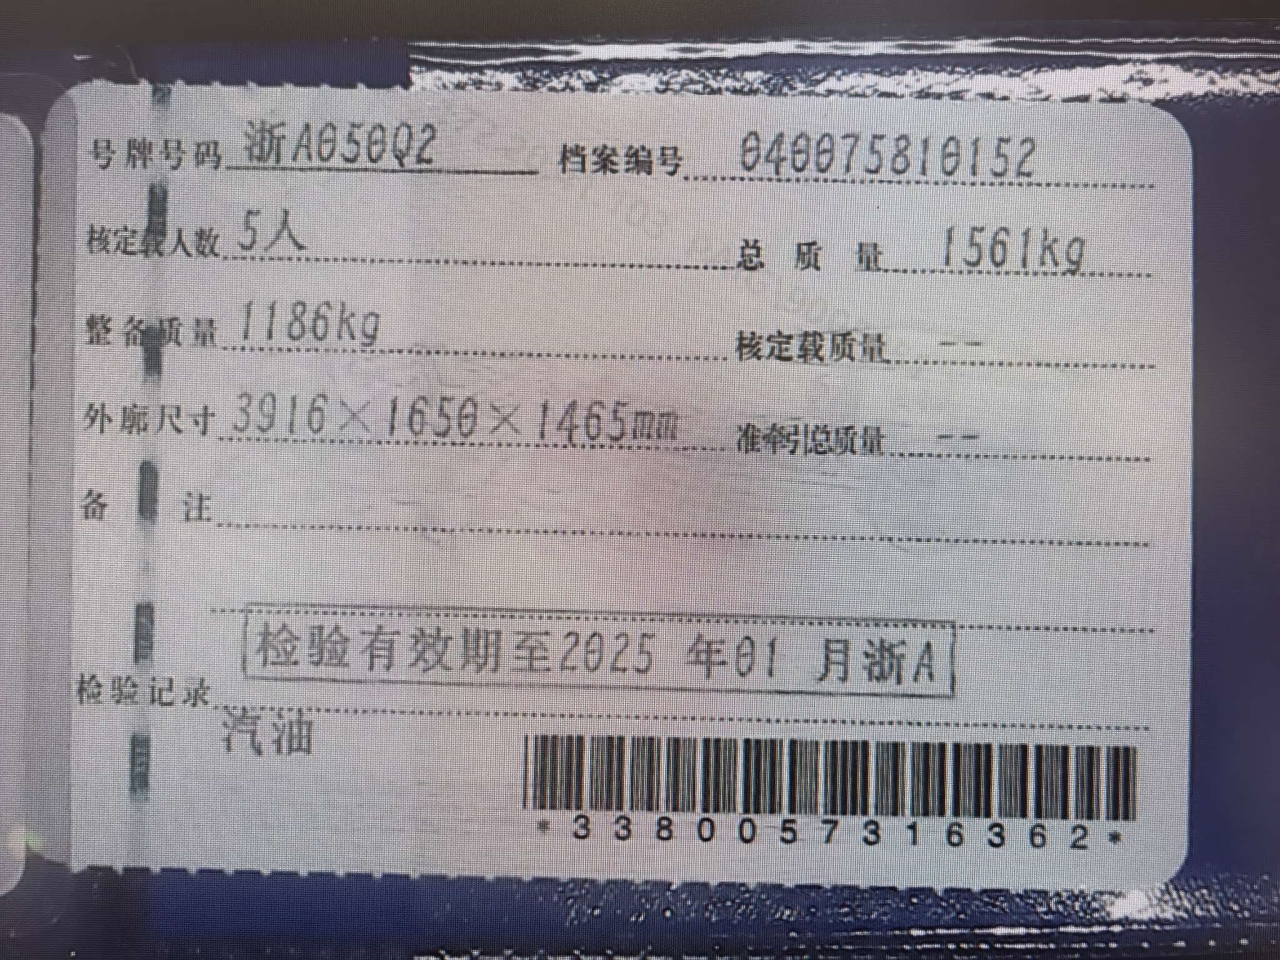 号牌号码 浙A050Q2 档案编号 040075810152
核定载人数 5人 总质量 1561kg
整备质量 1186kg 核定载质量 --
外廓尺寸 3916×1650×1465mm 准牵引总质量 --
备注
检验有效期至2025年01月浙A
检验记录
汽油
*3380057316362*